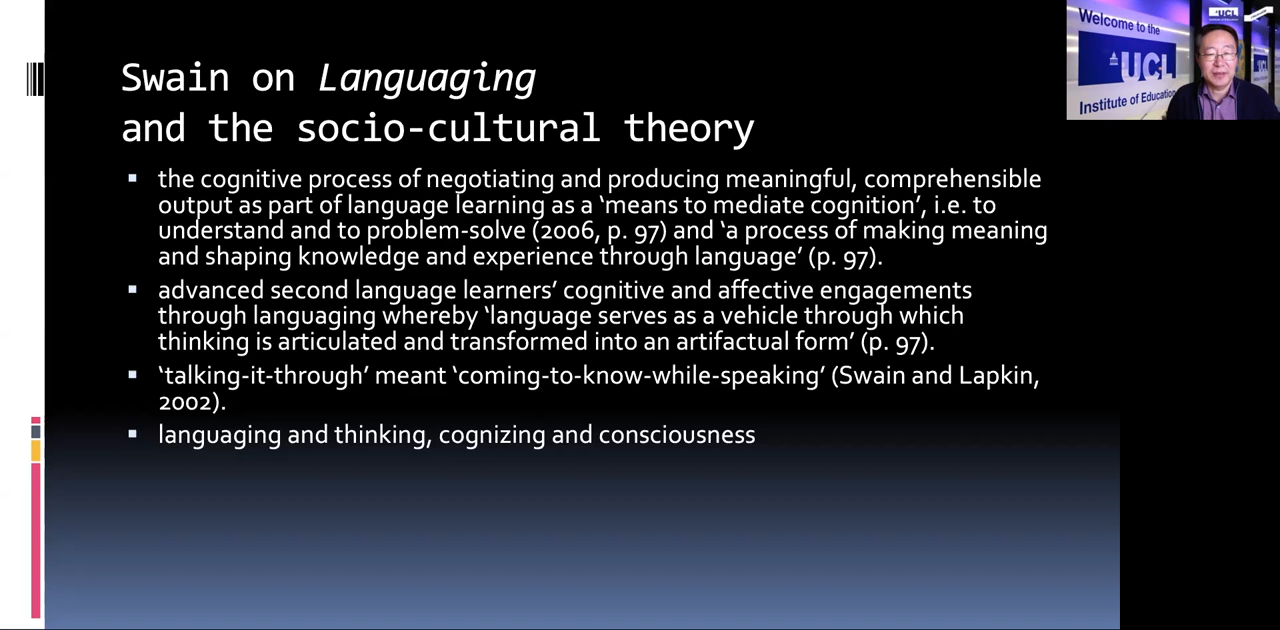 Swain on Languaging
and the socio-cultural theory
the cognitive process of negotiating and producing meaningful, comprehensible
output as part of language learning as a ‘means to mediate cognition’, i.e. to
understand and to problem-solve (2006, p. 97) and ‘a process of making meaning
and shaping knowledge and experience through language’ (p. 97).
advanced second language learners’ cognitive and affective engagements
through languaging whereby ‘language serves as a vehicle through which
thinking is articulated and transformed into an artifactual form’ (p. 97).
‘talking-it-through’ meant ‘coming-to-know-while-speaking’ (Swain and Lapkin,
2002).
languaging and thinking, cognizing and consciousness
Welcome to the
UCL
Institute of Education
UCL
UCL